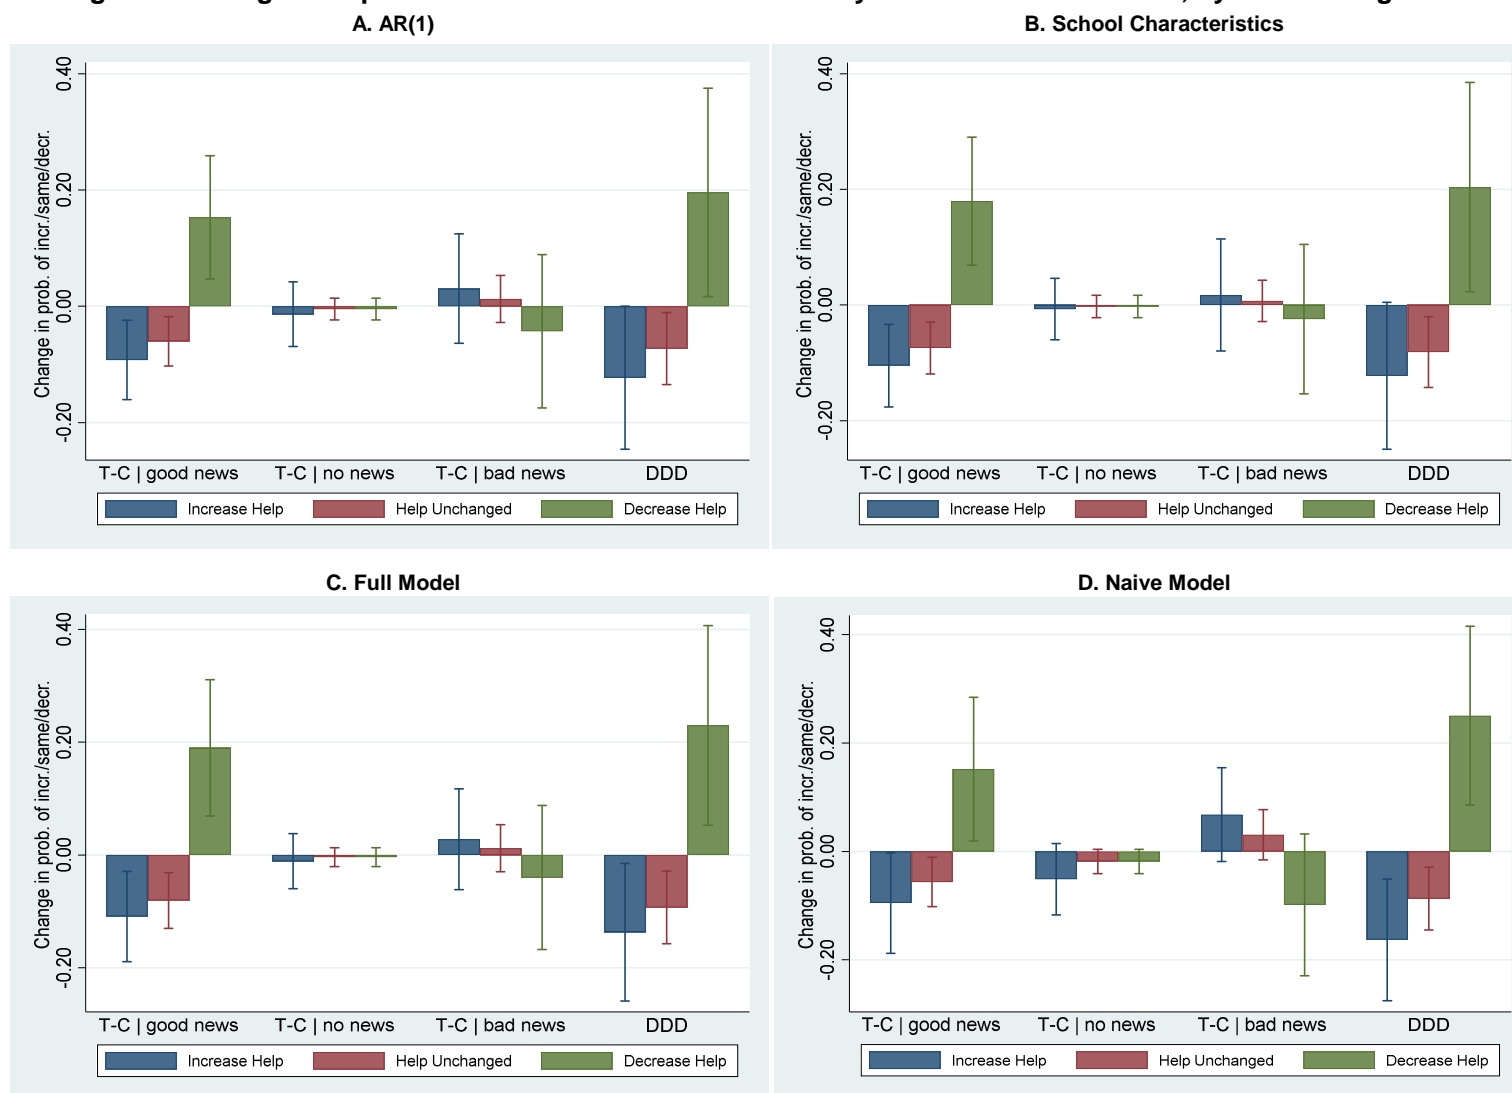 A. AR(1)
B. School Characteristics
Change in prob. of incr./same/decr.
0.40
0.20
0.00
-0.20
T-C | good news T-C | no news T-C | bad news DDD
Increase Help Help Unchanged Decrease Help
Change in prob. of incr./same/decr.
0.40
0.20
0.00
-0.20
T-C | good news T-C | no news T-C | bad news DDD
Increase Help Help Unchanged Decrease Help
C. Full Model
D. Naive Model
Change in prob. of incr./same/decr.
0.40
0.20
0.00
-0.20
T-C | good news T-C | no news T-C | bad news DDD
Increase Help Help Unchanged Decrease Help
Change in prob. of incr./same/decr.
0.40
0.20
0.00
-0.20
T-C | good news T-C | no news T-C | bad news DDD
Increase Help Help Unchanged Decrease Help